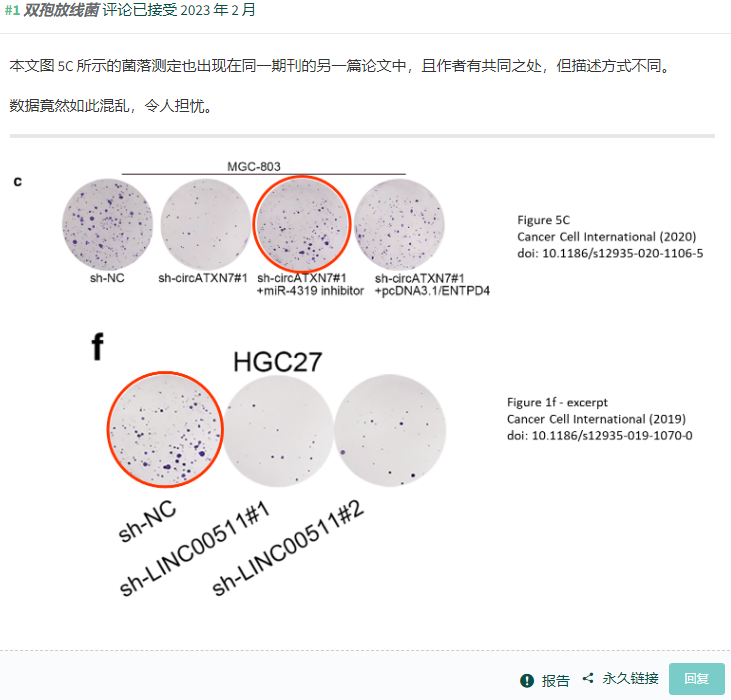 #1 双孢放线菌 评论已接受 2023 年 2 月
本文图 5C 所示的菌落测定也出现在同一期刊的另一篇论文中，且作者有共同之处，但描述方式不同。
数据竟然如此混乱，令人担忧。
c
MGC-803
sh-NC
sh-circATXN7#1
sh-circATXN7#1
+miR-4319 inhibitor
sh-circATXN7#1
+pcDNA3.1/ENTPD4
Figure 5C
Cancer Cell International (2020)
doi: 10.1186/s12935-020-1106-5
f
HGC27
sh-NC
sh-LINC00511#1
sh-LINC00511#2
Figure 1f - excerpt
Cancer Cell International (2019)
doi: 10.1186/s12935-019-1070-0
报告 永久链接 回复